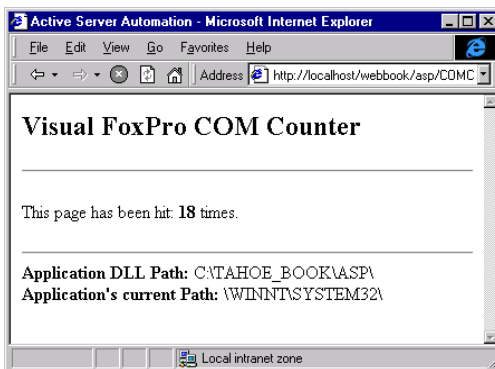 Active Server Automation - Microsoft Internet Explorer
File Edit View Go Favorites Help
Address http://localhost/webbook/asp/COMC
Visual FoxPro COM Counter
This page has been hit: 18 times.
Application DLL Path: C:\TAHOE_BOOK\ASP\
Application's current Path: \WINNT\SYSTEM32\
Local intranet zone